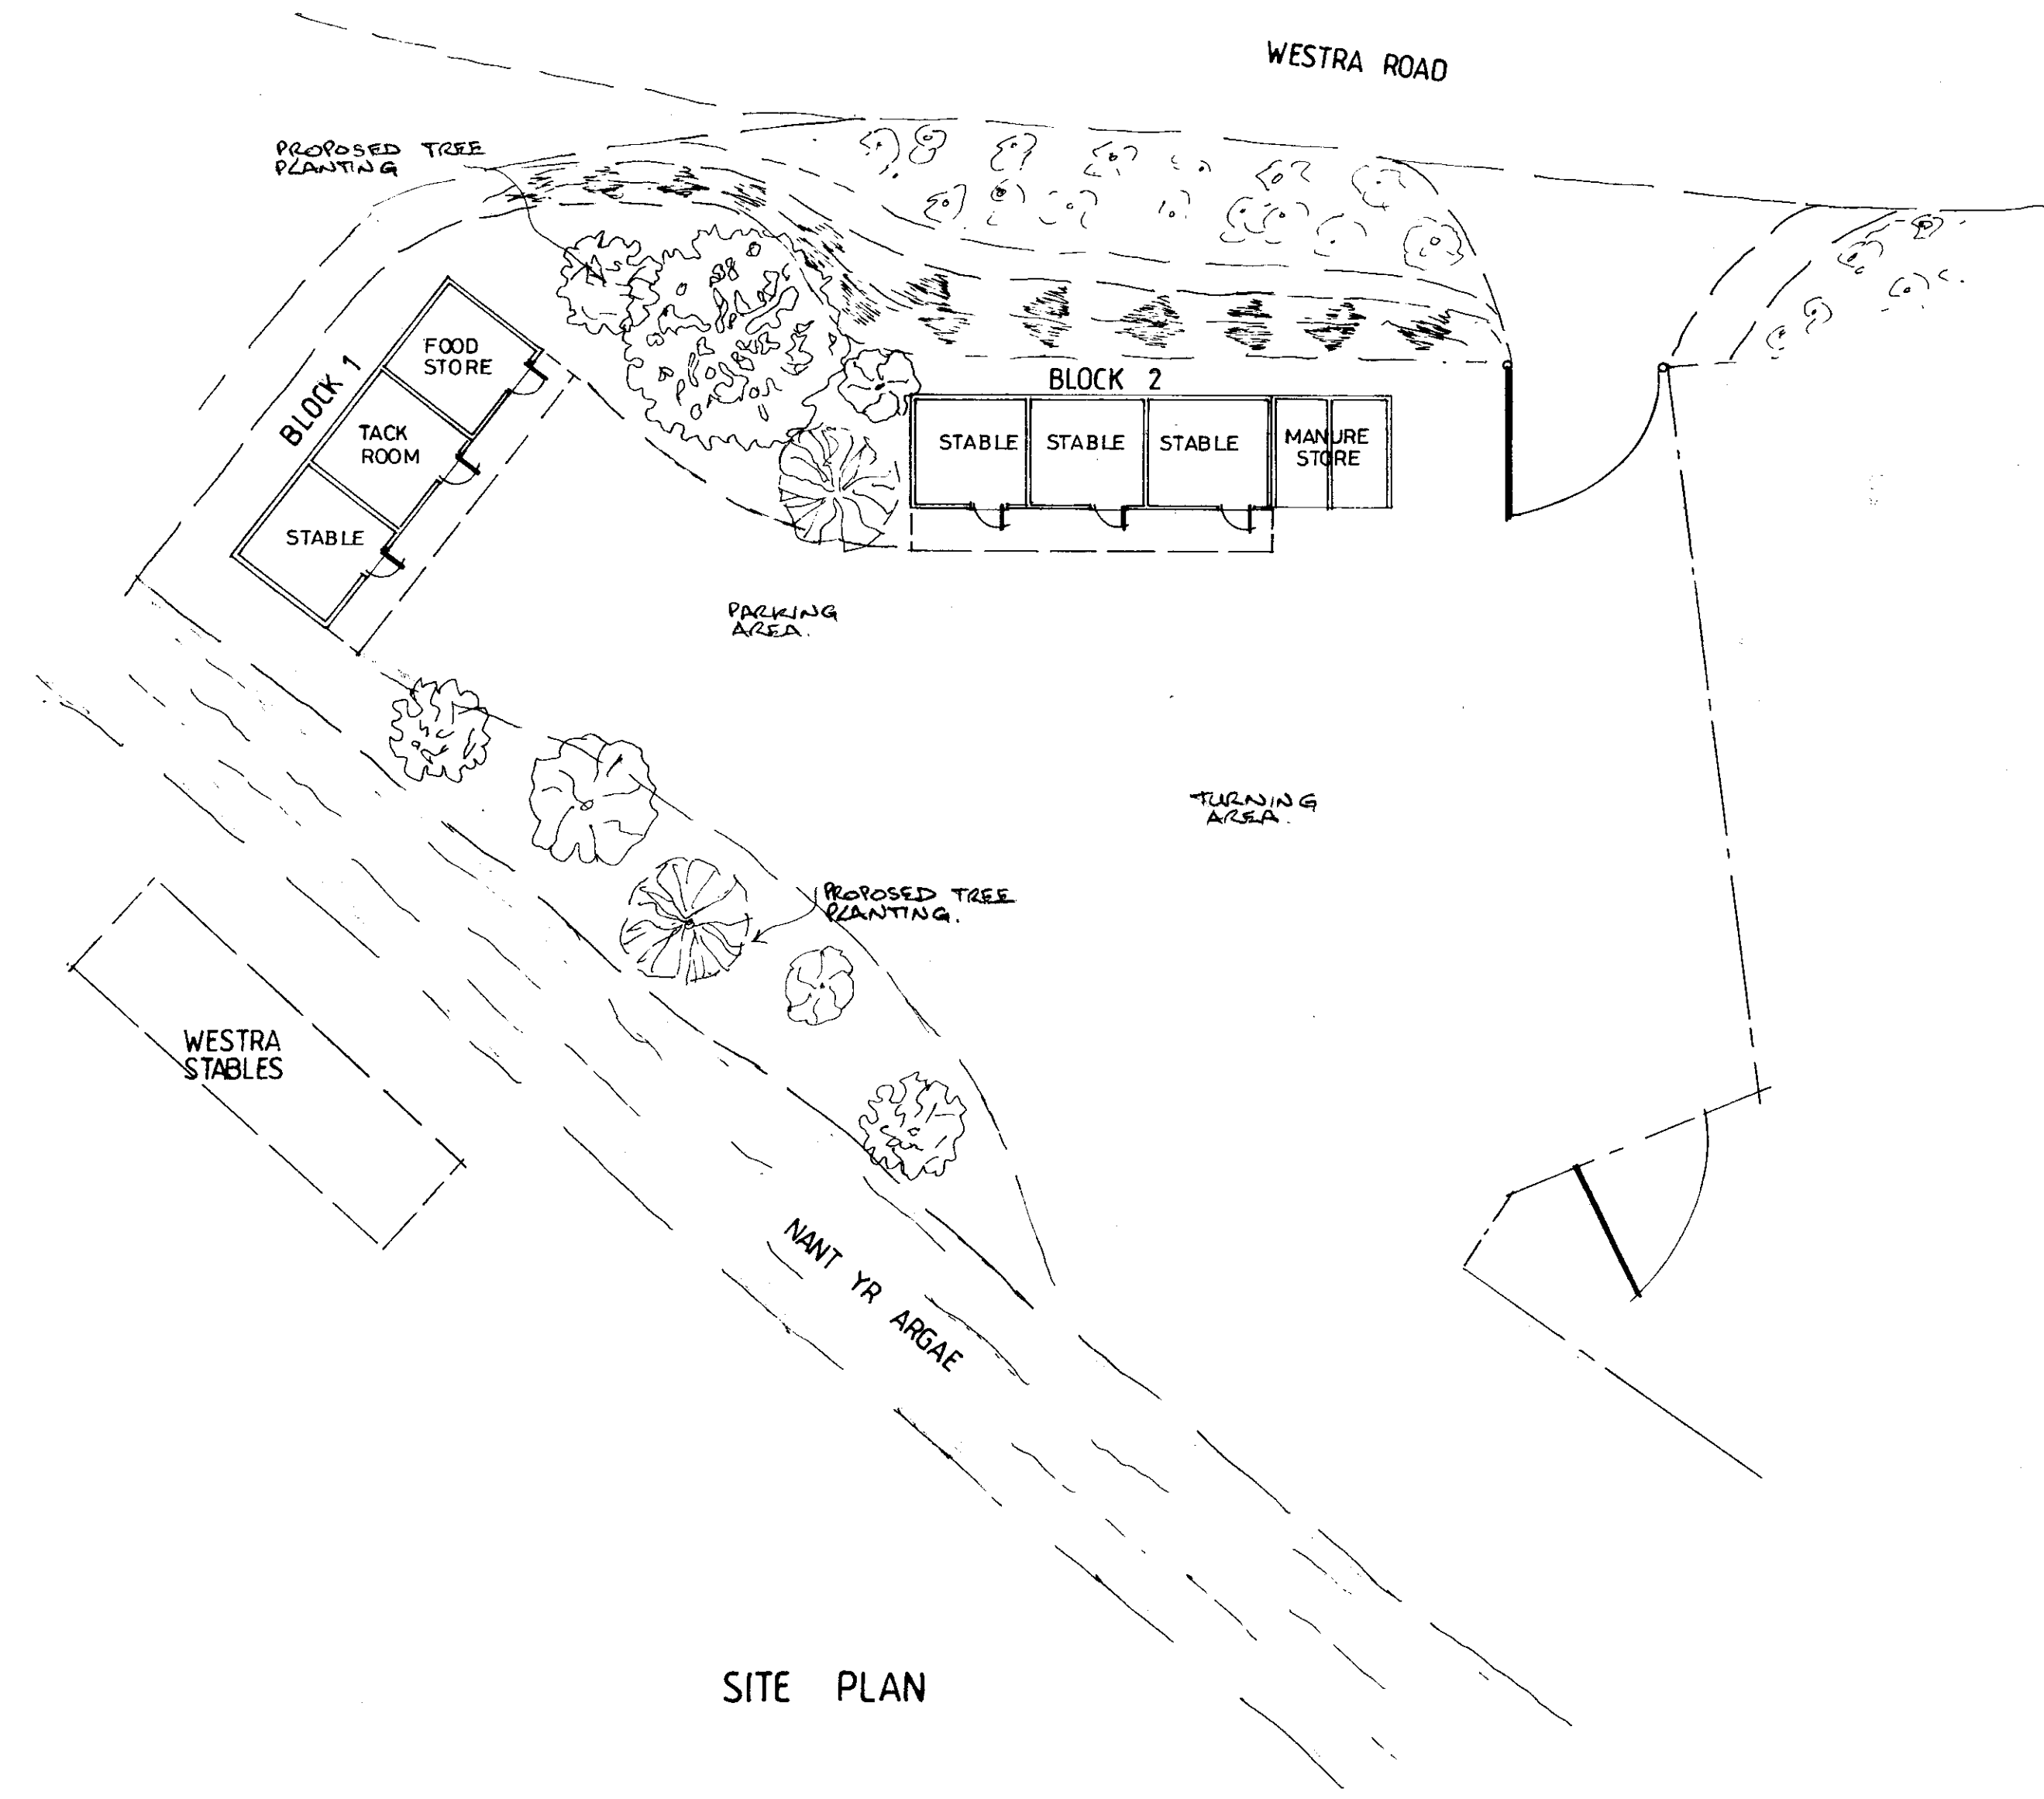 WESTRA ROAD
PROPOSED TREE
PLANTING
BLOCK 1
FOOD
STORE
TACK
ROOM
STABLE
BLOCK 2
STABLE
STABLE
STABLE
MANURE
STORE
PARKING
AREA.
TURNING
AREA.
PROPOSED TREE
PLANTING.
WESTRA
STABLES
NANT YR ARGAE
SITE PLAN